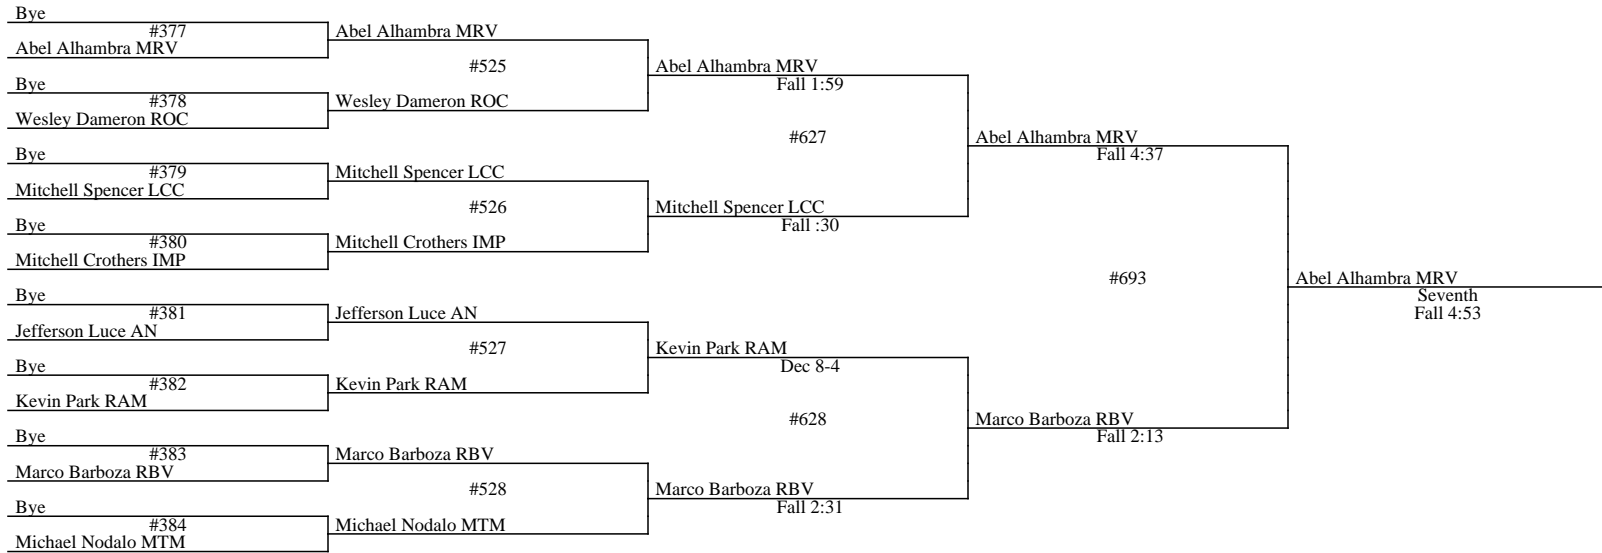 Bye
#377
Abel Alhambra MRV
Bye
#378
Wesley Dameron ROC
Bye
#379
Mitchell Spencer LCC
Bye
#380
Mitchell Crothers IMP
Bye
#381
Jefferson Luce AN
Bye
#382
Kevin Park RAM
Bye
#383
Marco Barboza RBV
Bye
#384
Michael Nodalo MTM
Abel Alhambra MRV
#525
Wesley Dameron ROC
Mitchell Spencer LCC
#526
Mitchell Crothers IMP
Jefferson Luce AN
#527
Kevin Park RAM
Marco Barboza RBV
#528
Michael Nodalo MTM
Abel Alhambra MRV
Fall 1:59
#627
Mitchell Spencer LCC
Fall :30
Kevin Park RAM
Dec 8-4
#628
Marco Barboza RBV
Fall 2:31
Abel Alhambra MRV
Fall 4:37
#693
Marco Barboza RBV
Fall 2:13
Abel Alhambra MRV
Seventh
Fall 4:53